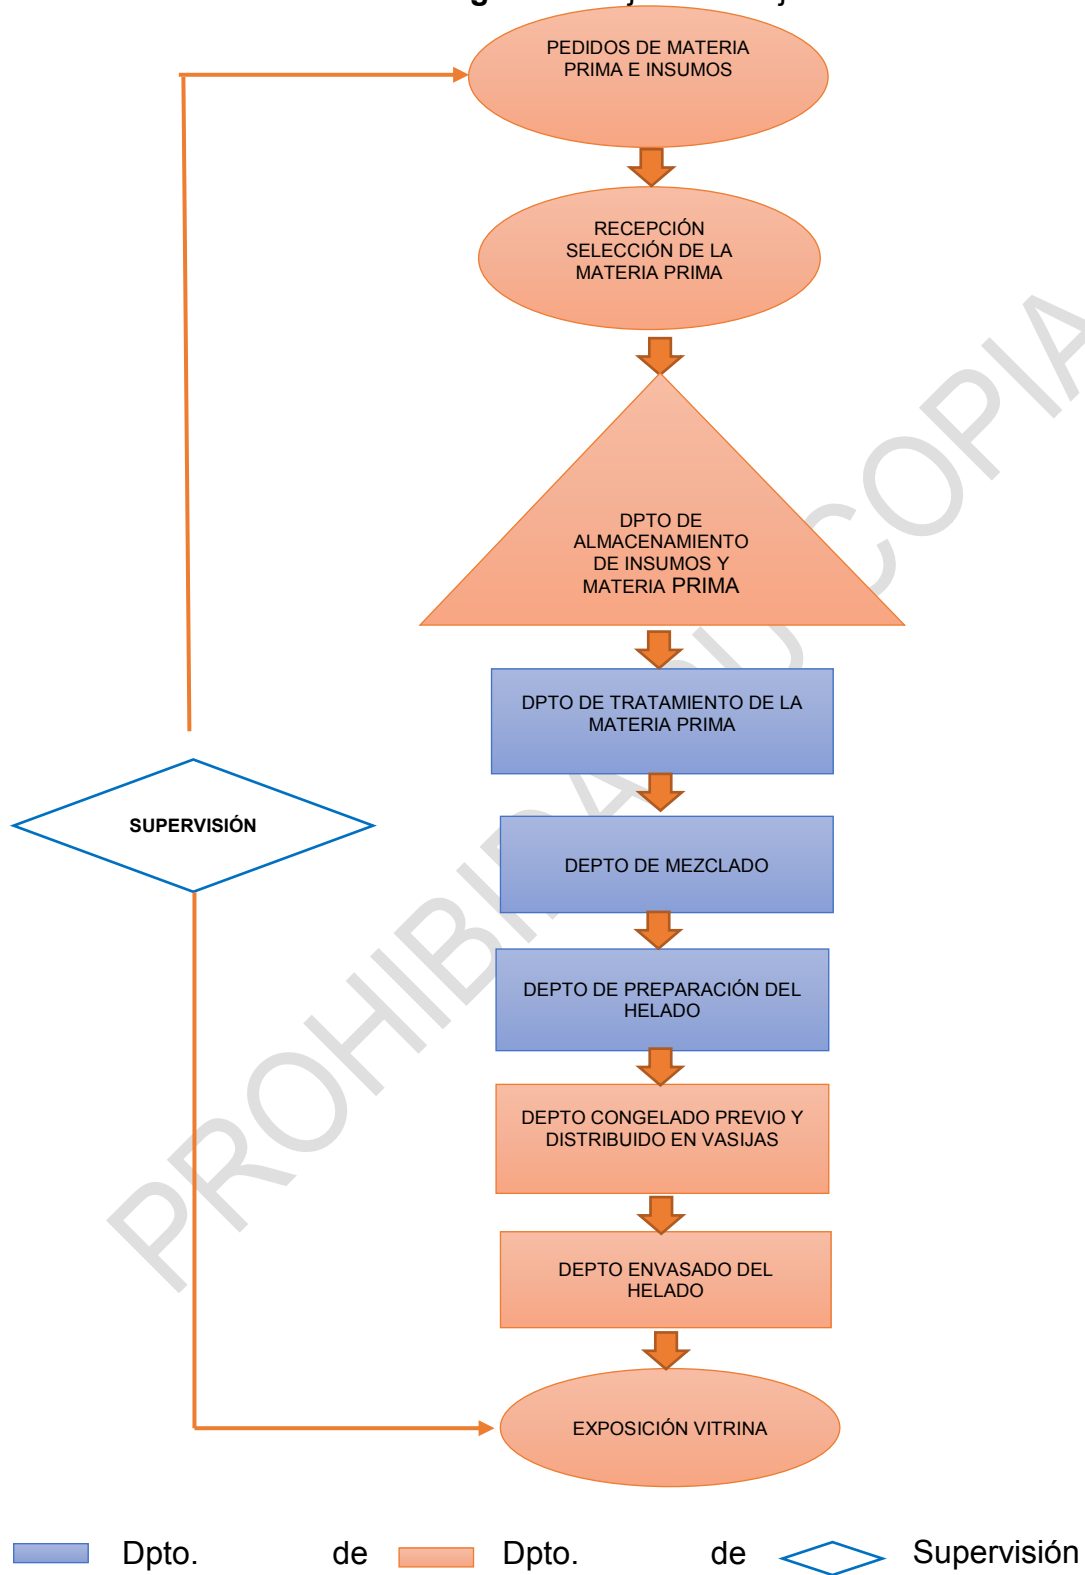 PEDIDOS DE MATERIA
PRIMA E INSUMOS
RECEPCIÓN
SELECCIÓN DE LA
MATERIA PRIMA
DPTO DE
ALMACENAMIENTO
DE INSUMOS Y
MATERIA PRIMA
DPTO DE TRATAMIENTO DE LA
MATERIA PRIMA
SUPERVISIÓN
DEPTO DE MEZCLADO
DEPTO DE PREPARACIÓN DEL
HELADO
DEPTO CONGELADO PREVIO Y
DISTRIBUIDO EN VASIJAS
DEPTO ENVASADO DEL
HELADO
EXPOSICIÓN VITRINA
Dpto. de Dpto. de Supervisión
PROHIBIDA SU COPIA